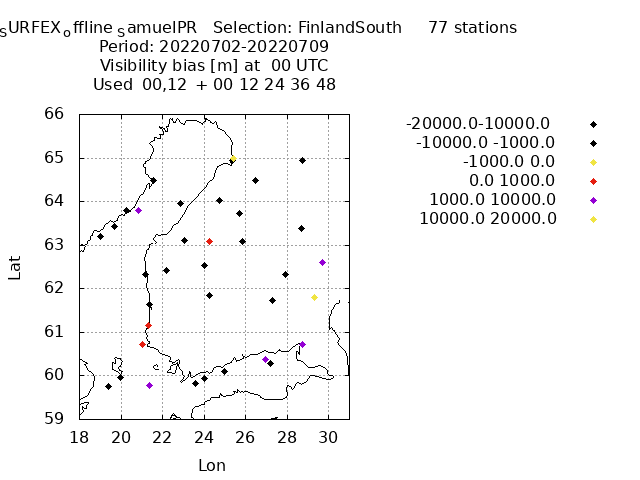 SURFEXoffline SamuelPR Selection: FinlandSouth 77 stations
Period: 20220702-20220709
Visibility bias [m] at 00 UTC
Used 00,12 + 00 12 24 36 48
-20000.0-10000.0
-10000.0 -1000.0
-1000.0 0.0
0.0 1000.0
1000.0 10000.0
10000.0 20000.0
66
65
64
63
62
61
60
59
Lat
18 20 22 24 26 28 30
Lon